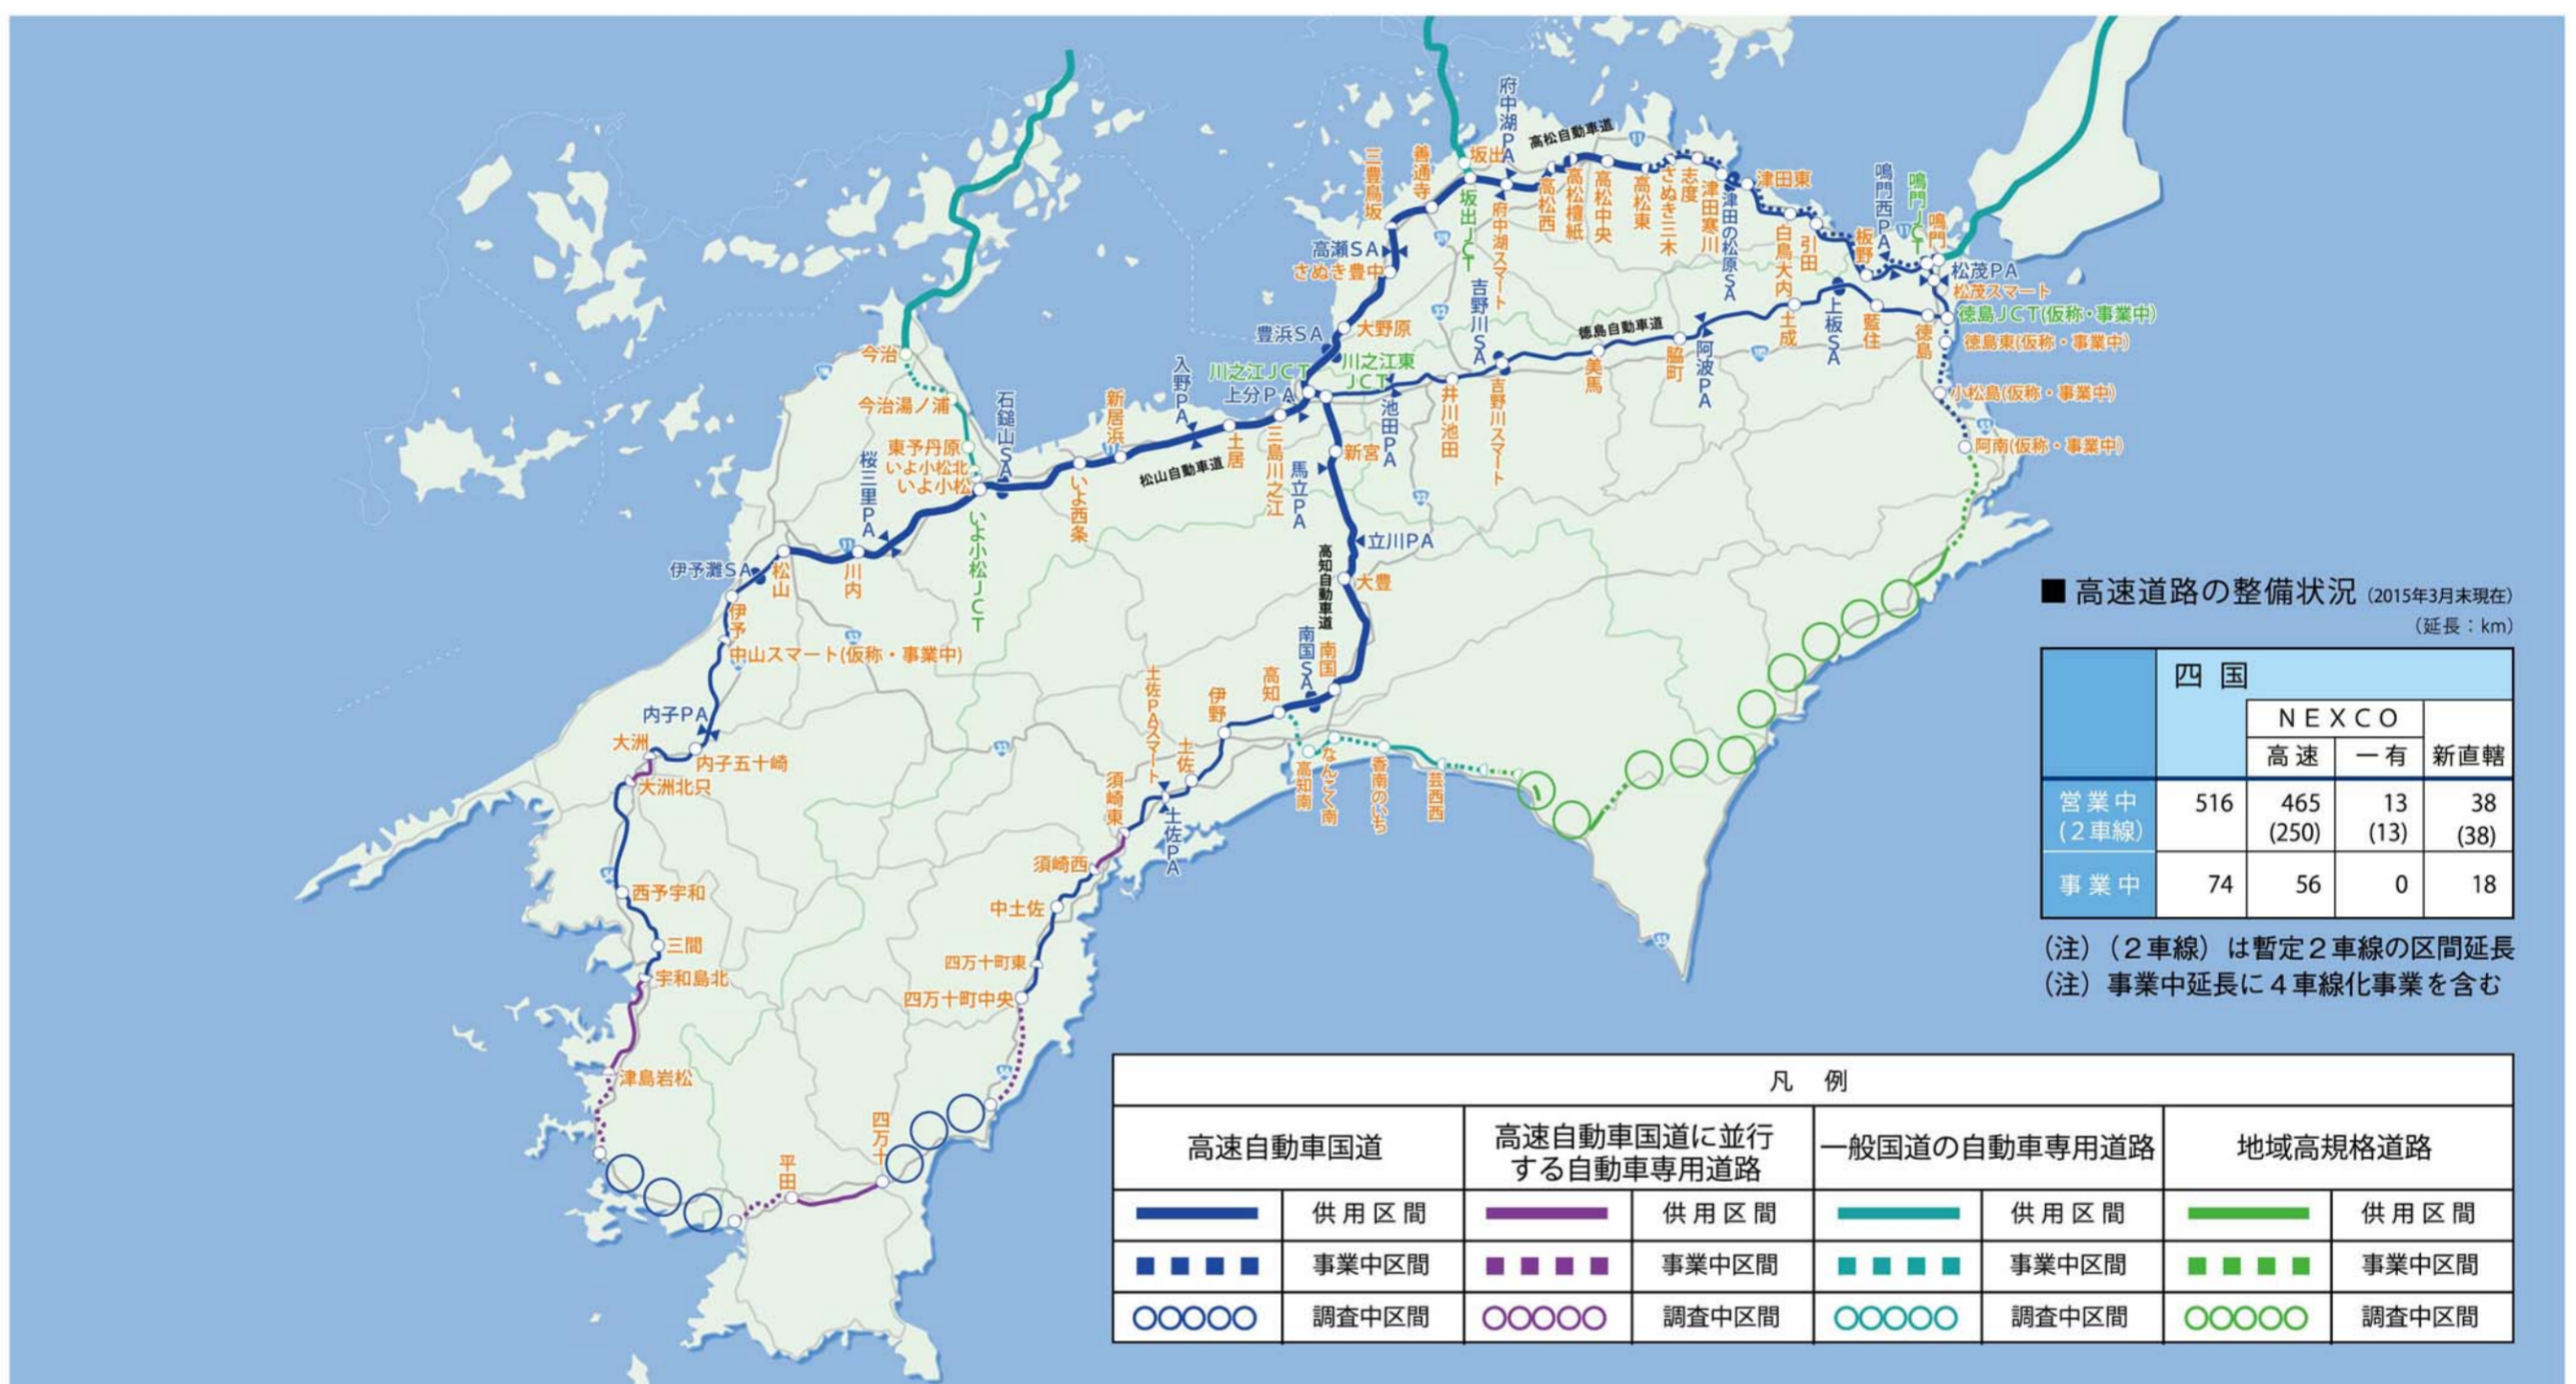 府中湖PA
高松自動車道
11
三豊鳥坂
善通寺
坂出
坂出JCT
府中湖スマート
高松西
高松檀紙
高松中央
高松東
さぬき三木
志度
津田寒川
津田の松原SA
津田東
白鳥大内
引田
板野
鳴門西PA
11
鳴門JCT
鳴門
松茂PA
松茂スマート
徳島JCT(仮称・事業中)
徳島東(仮称・事業中)
小松島(仮称・事業中)
55
阿南(仮称・事業中)
高瀬SA
さぬき豊中
豊浜SA
大野原
川之江JCT
上分PA
川之江東
JCT
32
吉野川SA
徳島自動車道
池田PA
井川池田
吉野川スマート
美馬
脇町
阿波PA
土成
上板SA
藍住
徳島
今治
今治湯ノ浦
東予丹原
いよ小松北
いよ小松
石鎚山SA
いよ小松JCT
いよ西条
新居浜
11
入野PA
松山自動車道
土居
三島川之江
新宮
馬立PA
32
立川PA
高知自動車道
大豊
桜三里PA
11
川内
松山
伊予灘SA
伊予
33
中山スマート(仮称・事業中)
内子PA
大洲
内子五十崎
大洲北只
西予宇和
三間
宇和島北
津島岩松
33
南国SA
南国
高知
伊野
土佐PAスマート
土佐
土佐PA
須崎東
須崎西
中土佐
四万十町東
四万十町中央
56
四万十
平田
高知南
なんごく南
香南のいち
芸西西
55
■ 高速道路の整備状況 (2015年3月末現在)
(延長：km)
四 国
NEXCO
高速 一有 新直轄
営業中 516 465 13 38
(2車線) (250) (13) (38)
事業中 74 56 0 18
(注)(2車線)は暫定2車線の区間延長
(注) 事業中延長に4車線化事業を含む
凡 例
高速自動車国道
高速自動車国道に並行
する自動車専用道路
一般国道の自動車専用道路
地域高規格道路
供用区間 供用区間 供用区間 供用区間
事業中区間 事業中区間 事業中区間 事業中区間
調査中区間 調査中区間 調査中区間 調査中区間